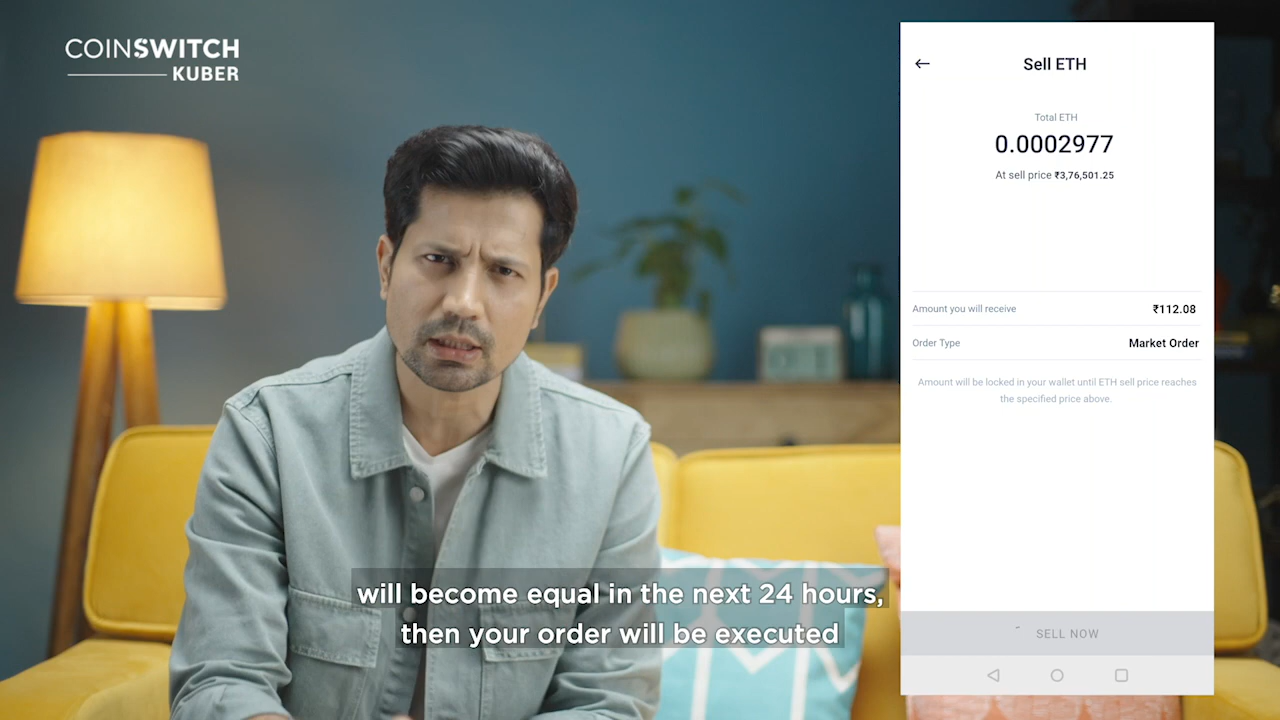 COINSWITCH
KUBER
Sell ETH
Total ETH
0.0002977
At sell price ₹3,76,501.25
Amount you will receive ₹112.08
Order Type Market Order
Amount will be locked in your wallet until ETH sell price reaches
the specified price above.
SELL NOW
will become equal in the next 24 hours,
then your order will be executed